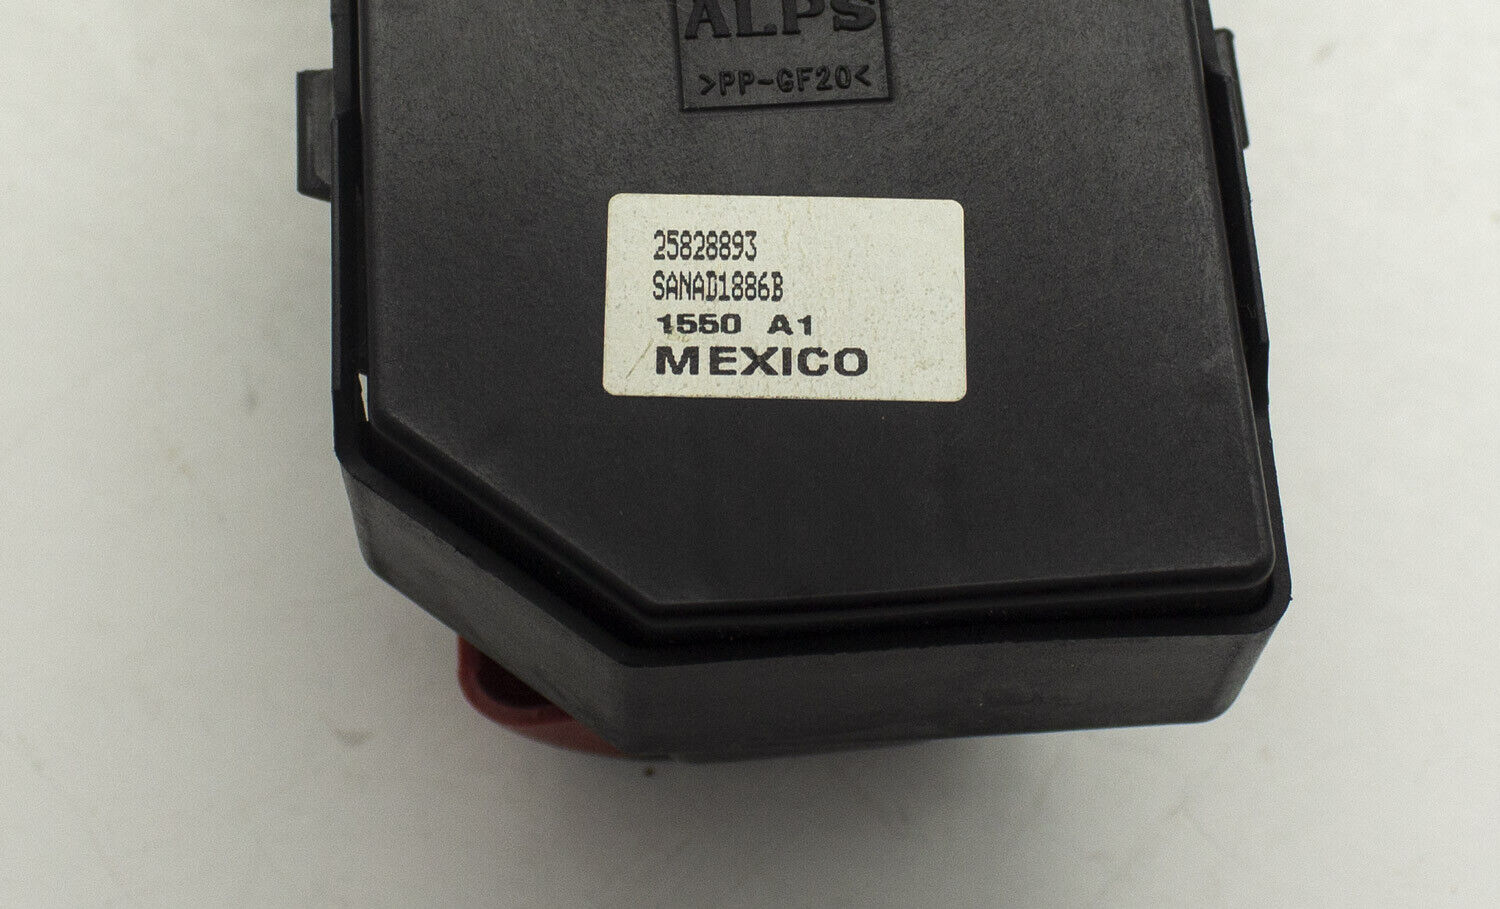 ALPS
>PP-GF20<
25828893
SANAD1886B
1550 A1
MEXICO